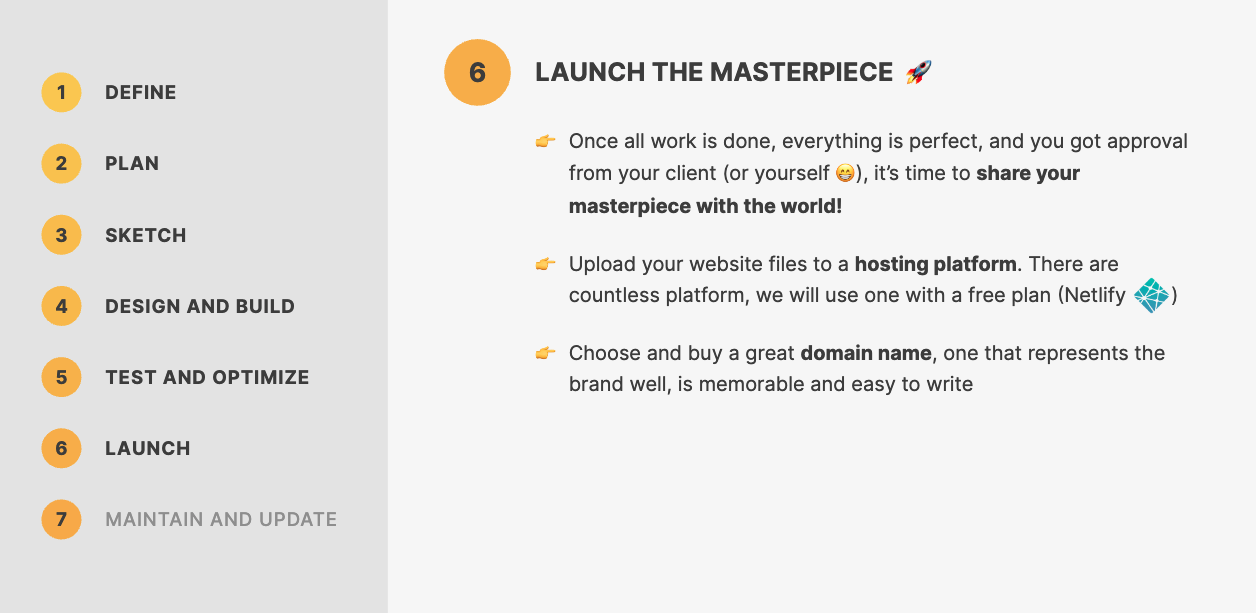 1 DEFINE
2 PLAN
3 SKETCH
4 DESIGN AND BUILD
5 TEST AND OPTIMIZE
6 LAUNCH
7 MAINTAIN AND UPDATE
6 LAUNCH THE MASTERPIECE 🚀
👉 Once all work is done, everything is perfect, and you got approval
from your client (or yourself 😁), it’s time to share your
masterpiece with the world!
👉 Upload your website files to a hosting platform. There are
countless platform, we will use one with a free plan (Netlify )
👉 Choose and buy a great domain name, one that represents the
brand well, is memorable and easy to write